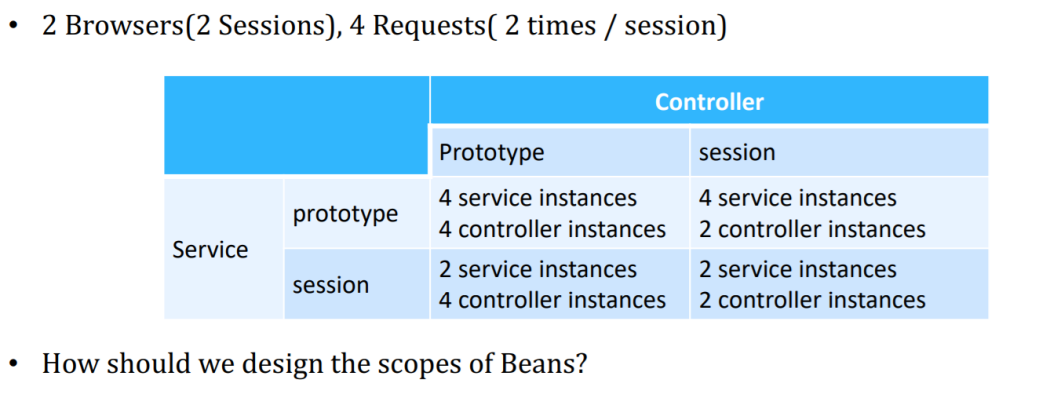 • 2 Browsers(2 Sessions), 4 Requests( 2 times / session)
Controller
Prototype session
Service
prototype
4 service instances
4 controller instances
4 service instances
2 controller instances
session
2 service instances
4 controller instances
2 service instances
2 controller instances
• How should we design the scopes of Beans?